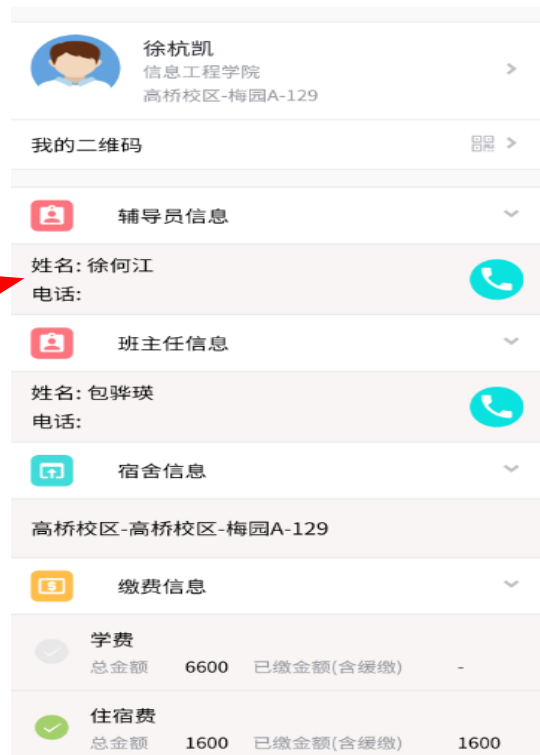 徐杭凯
信息工程学院
高桥校区-梅园A-129
我的二维码
辅导员信息
姓名: 徐何江
电话:
班主任信息
姓名: 包骅瑛
电话:
宿舍信息
高桥校区-高桥校区-梅园A-129
缴费信息
学费
总金额 6600 已缴金额(含缓缴) -
住宿费
总金额 1600 已缴金额(含缓缴) 1600